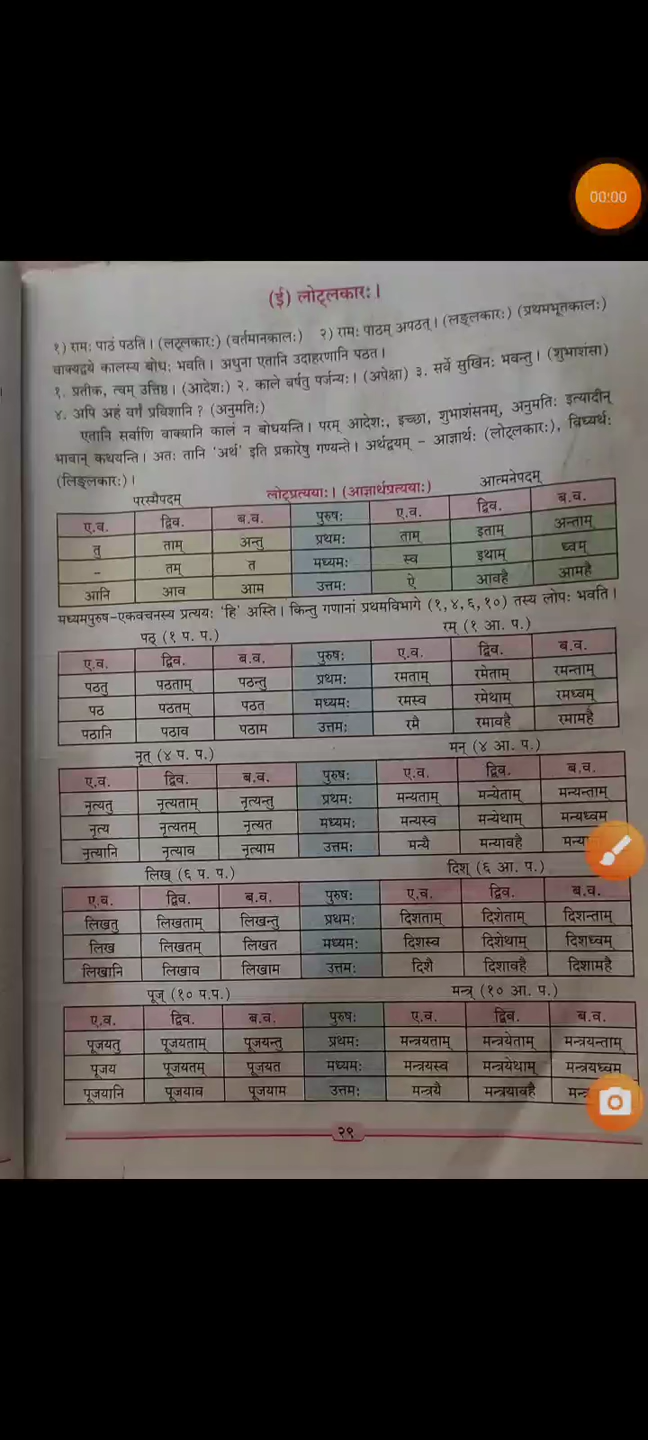 00:00
(ई) लोट्लकारः।
१) रामः पाठं पठति। (लट्लकारः) (वर्तमानकालः) २) रामः पाठम् अपठत्। (लङ्लकारः) (प्रथमभूतकालः)
वाक्यद्वये कालस्य बोधः भवति। अधुना एतानि उदाहरणानि पठत।
१. प्रतीक, त्वम् उत्तिष्ठ। (आदेशः) २. काले वर्षतु पर्जन्यः। (अपेक्षा) ३. सर्वे सुखिनः भवन्तु। (शुभाशंसा)
४. अपि अहं वर्गं प्रविशानि ? (अनुमतिः)
एतानि सर्वाणि वाक्यानि कालं न बोधयन्ति। परम् आदेशः, इच्छा, शुभाशंसनम्, अनुमतिः इत्यादीन्
भावान् कथयन्ति। अतः तानि 'अर्थ' इति प्रकारेषु गण्यन्ते। अर्थद्वयम् – आज्ञार्थः (लोट्लकारः), विध्यर्थः
(लिङ्लकारः)।
परस्मैपदम् लोट्प्रत्ययाः। (आज्ञार्थप्रत्ययाः) आत्मनेपदम्
ए.व. द्विव. ब.व. पुरुषः ए.व. द्विव. ब.व.
तु ताम् अन्तु प्रथमः ताम् इताम् अन्ताम्
– तम् त मध्यमः स्व इथाम् ध्वम्
आनि आव आम उत्तमः ऐ आवहै आमहै
मध्यमपुरुष-एकवचनस्य प्रत्ययः 'हि' अस्ति। किन्तु गणानां प्रथमविभागे (१,४,६,१०) तस्य लोपः भवति।
पठ् (१ प. प.) रम् (१ आ. प.)
ए.व. द्विव. ब.व. पुरुषः ए.व. द्विव. ब.व.
पठतु पठताम् पठन्तु प्रथमः रमताम् रमेताम् रमन्ताम्
पठ पठतम् पठत मध्यमः रमस्व रमेथाम् रमध्वम्
पठानि पठाव पठाम उत्तमः रमै रमावहै रमामहै
नृत् (४ प. प.) मन् (४ आ. प.)
ए.व. द्विव. ब.व. पुरुषः ए.व. द्विव. ब.व.
नृत्यतु नृत्यताम् नृत्यन्तु प्रथमः मन्यताम् मन्येताम् मन्यन्ताम्
नृत्य नृत्यतम् नृत्यत मध्यमः मन्यस्व मन्येथाम् मन्यध्वम्
नृत्यानि नृत्याव नृत्याम उत्तमः मन्यै मन्यावहै
लिख् (६ प. प.) दिश् (६ आ. प.)
ए.व. द्विव. ब.व. पुरुषः ए.व. द्विव. ब.व.
लिखतु लिखताम् लिखन्तु प्रथमः दिशताम् दिशेताम् दिशन्ताम्
लिख लिखतम् लिखत मध्यमः दिशस्व दिशेथाम् दिशध्वम्
लिखानि लिखाव लिखाम उत्तमः दिशै दिशावहै दिशामहै
पूज् (१० प.प.) मन्त्र् (१० आ. प.)
ए.व. द्विव. ब.व. पुरुषः ए.व. द्विव. ब.व.
पूजयतु पूजयताम् पूजयन्तु प्रथमः मन्त्रयताम् मन्त्रयेताम् मन्त्रयन्ताम्
पूजय पूजयतम् पूजयत मध्यमः मन्त्रयस्व मन्त्रयेथाम् मन्त्रयध्वम्
पूजयानि पूजयाव पूजयाम उत्तमः मन्त्रयै मन्त्रयावहै
२९